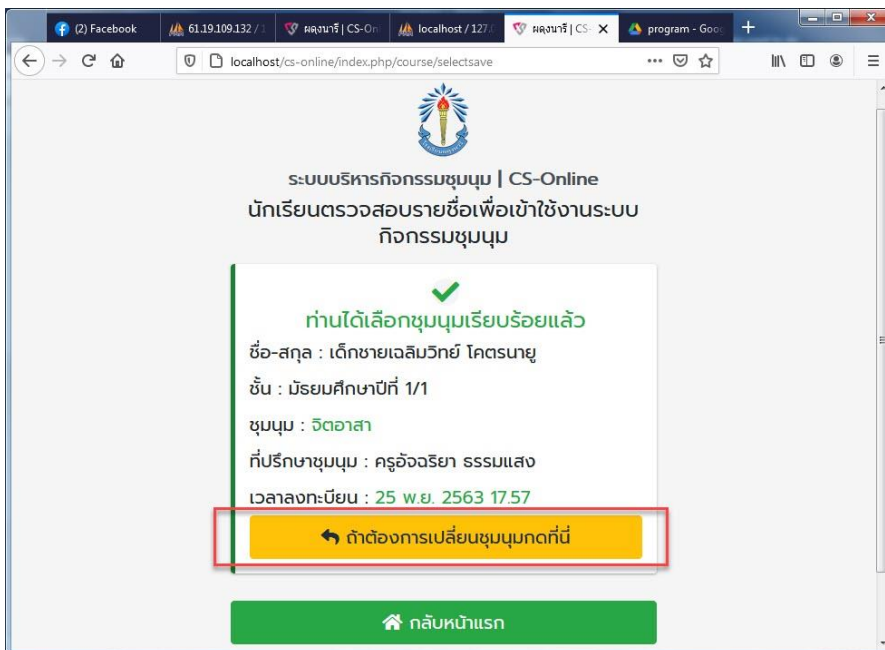 (2) Facebook
61.19.109.132 / 1
ผดุงนารี | CS-On
localhost / 127.0
ผดุงนารี | CS-
program - Goo
localhost/cs-online/index.php/course/selectsave
ระบบบริหารกิจกรรมชุมนุม | CS-Online
นักเรียนตรวจสอบรายชื่อเพื่อเข้าใช้งานระบบ
กิจกรรมชุมนุม
ท่านได้เลือกชุมนุมเรียบร้อยแล้ว
ชื่อ-สกุล : เด็กชายเฉลิมวิทย์ โคตรนายู
ชั้น : มัธยมศึกษาปีที่ 1/1
ชุมนุม : จิตอาสา
ที่ปรึกษาชุมนุม : ครูอัจฉริยา ธรรมแสง
เวลาลงทะเบียน : 25 พ.ย. 2563 17.57
ถ้าต้องการเปลี่ยนชุมนุมกดที่นี่
กลับหน้าแรก